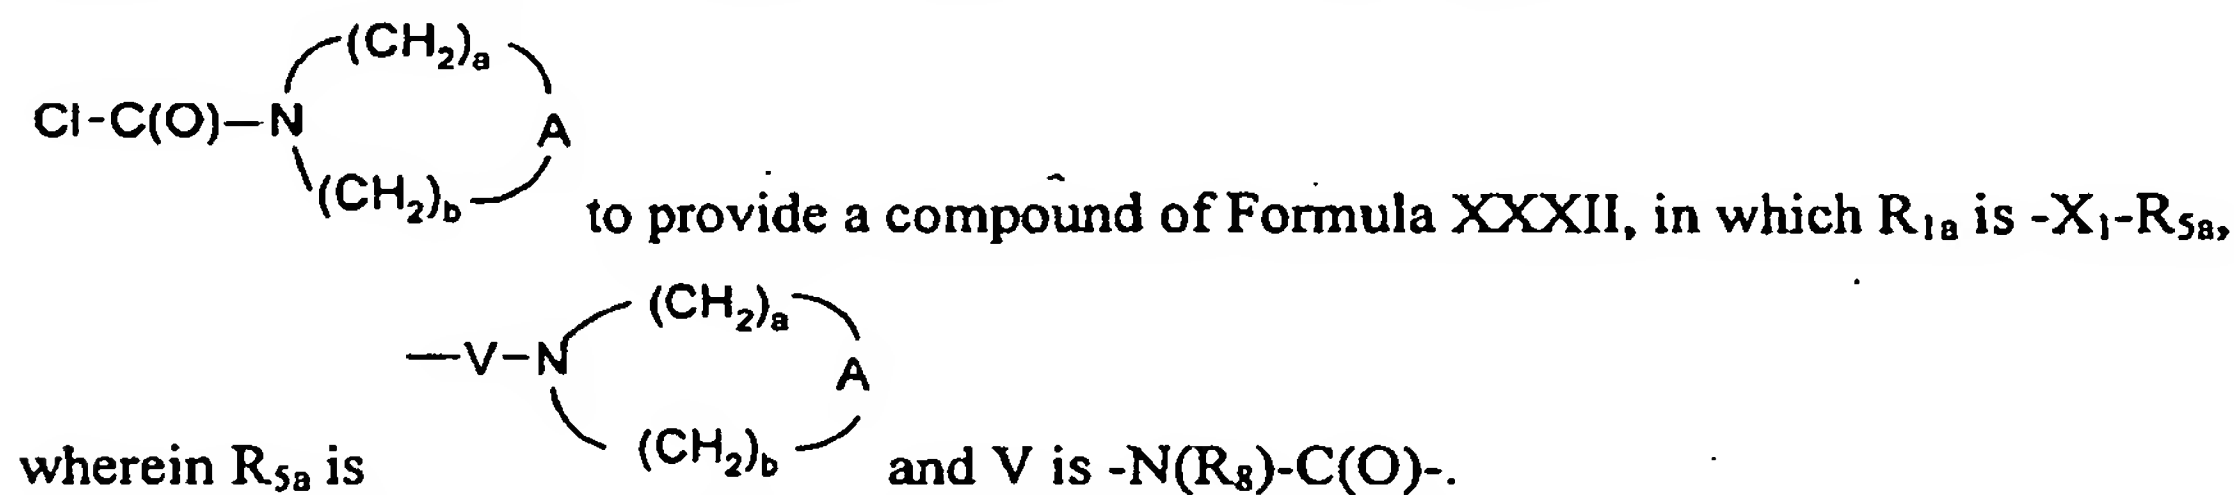 (CH₂)ₐ
Cl-C(O)–N A
(CH₂)b to provide a compound of Formula XXXII, in which R₁ₐ is -X₁-R₅ₐ,
(CH₂)ₐ
—V–N A
wherein R₅ₐ is (CH₂)b and V is -N(R₈)-C(O)-.